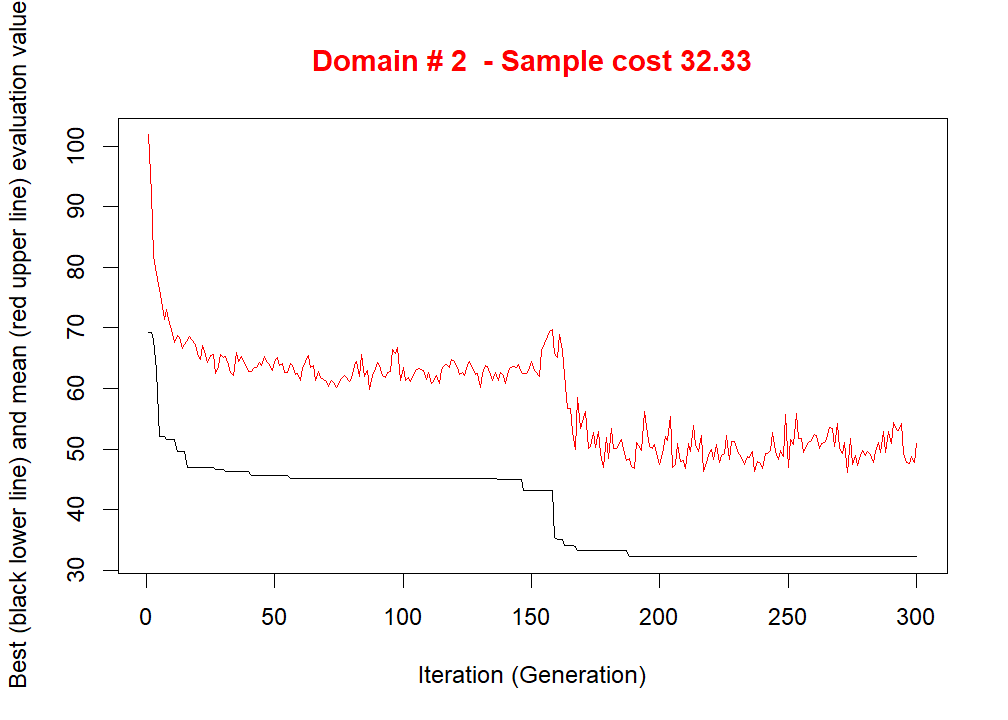 Domain # 2  - Sample cost 32.33
Best (black lower line) and mean (red upper line) evaluation value
100
90
80
70
60
50
40
30
0 50 100 150 200 250 300
Iteration (Generation)